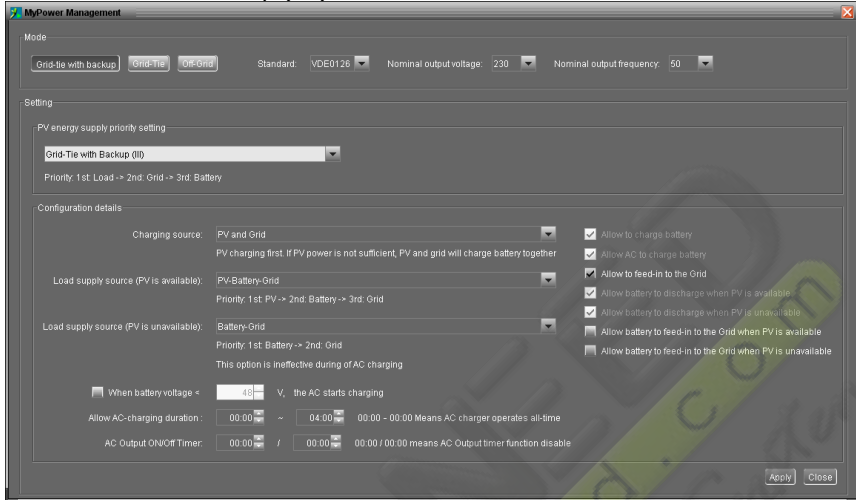 MyPower Management
Mode
Grid-tie with backup Grid-Tie Off-Grid Standard: VDE0126 Nominal output voltage: 230 Nominal output frequency: 50
Setting
PV energy supply priority setting
Grid-Tie with Backup (III)
Priority: 1st: Load -> 2nd: Grid -> 3rd: Battery
Configuration details
Charging source: PV and Grid
PV charging first. If PV power is not sufficient, PV and grid will charge battery together
Load supply source (PV is available): PV-Battery-Grid
Priority: 1st: PV -> 2nd: Battery -> 3rd: Grid
Load supply source (PV is unavailable): Battery-Grid
Priority: 1st: Battery -> 2nd: Grid
This option is ineffective during of AC charging
Allow to charge battery
Allow AC to charge battery
Allow to feed-in to the Grid
Allow battery to discharge when PV is available
Allow battery to discharge when PV is unavailable
Allow battery to feed-in to the Grid when PV is available
Allow battery to feed-in to the Grid when PV is unavailable
When battery voltage < 48 V, the AC starts charging
Allow AC-charging duration : 00:00 ~ 04:00 00:00 - 00:00 Means AC charger operates all-time
AC Output ON/Off Timer: 00:00 / 00:00 00:00 / 00:00 means AC Output timer function disable
Apply Close